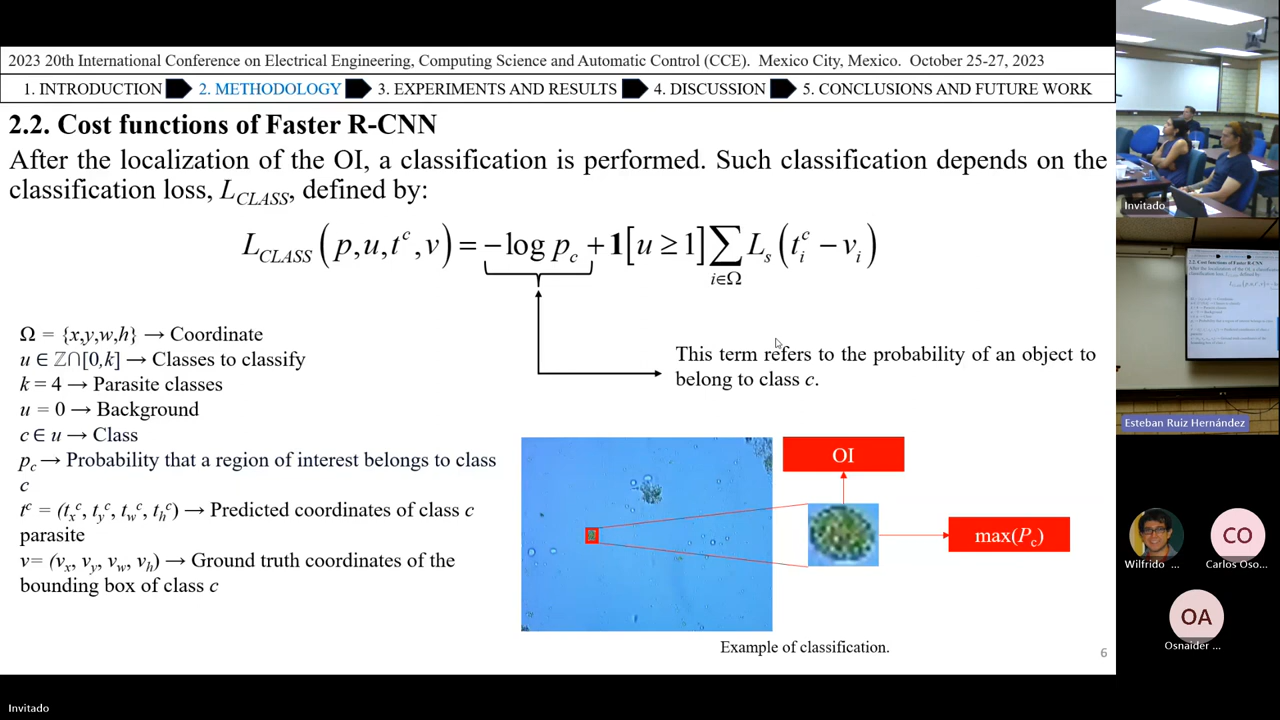 2023 20th International Conference on Electrical Engineering, Computing Science and Automatic Control (CCE). Mexico City, Mexico. October 25-27, 2023
1. INTRODUCTION 2. METHODOLOGY 3. EXPERIMENTS AND RESULTS 4. DISCUSSION 5. CONCLUSIONS AND FUTURE WORK
2.2. Cost functions of Faster R-CNN
After the localization of the OI, a classification is performed. Such classification depends on the
classification loss, L_CLASS, defined by:
L_CLASS (p,u,t^c,v) = −log p_c + 1[u ≥ 1] ∑_{i∈Ω} L_s (t_i^c − v_i)
Ω = {x,y,w,h} → Coordinate
u ∈ ℤ∩[0,k] → Classes to classify
k = 4 → Parasite classes
u = 0 → Background
c ∈ u → Class
p_c → Probability that a region of interest belongs to class
c
t^c = (t_x^c, t_y^c, t_w^c, t_h^c) → Predicted coordinates of class c
parasite
v= (v_x, v_y, v_w, v_h) → Ground truth coordinates of the
bounding box of class c
This term refers to the probability of an object to
belong to class c.
OI
max(P_c)
Example of classification.
6
Invitado
Esteban Ruiz Hernández
Wilfrido ...
CO
Carlos Oso...
OA
Osnaider ...
Invitado